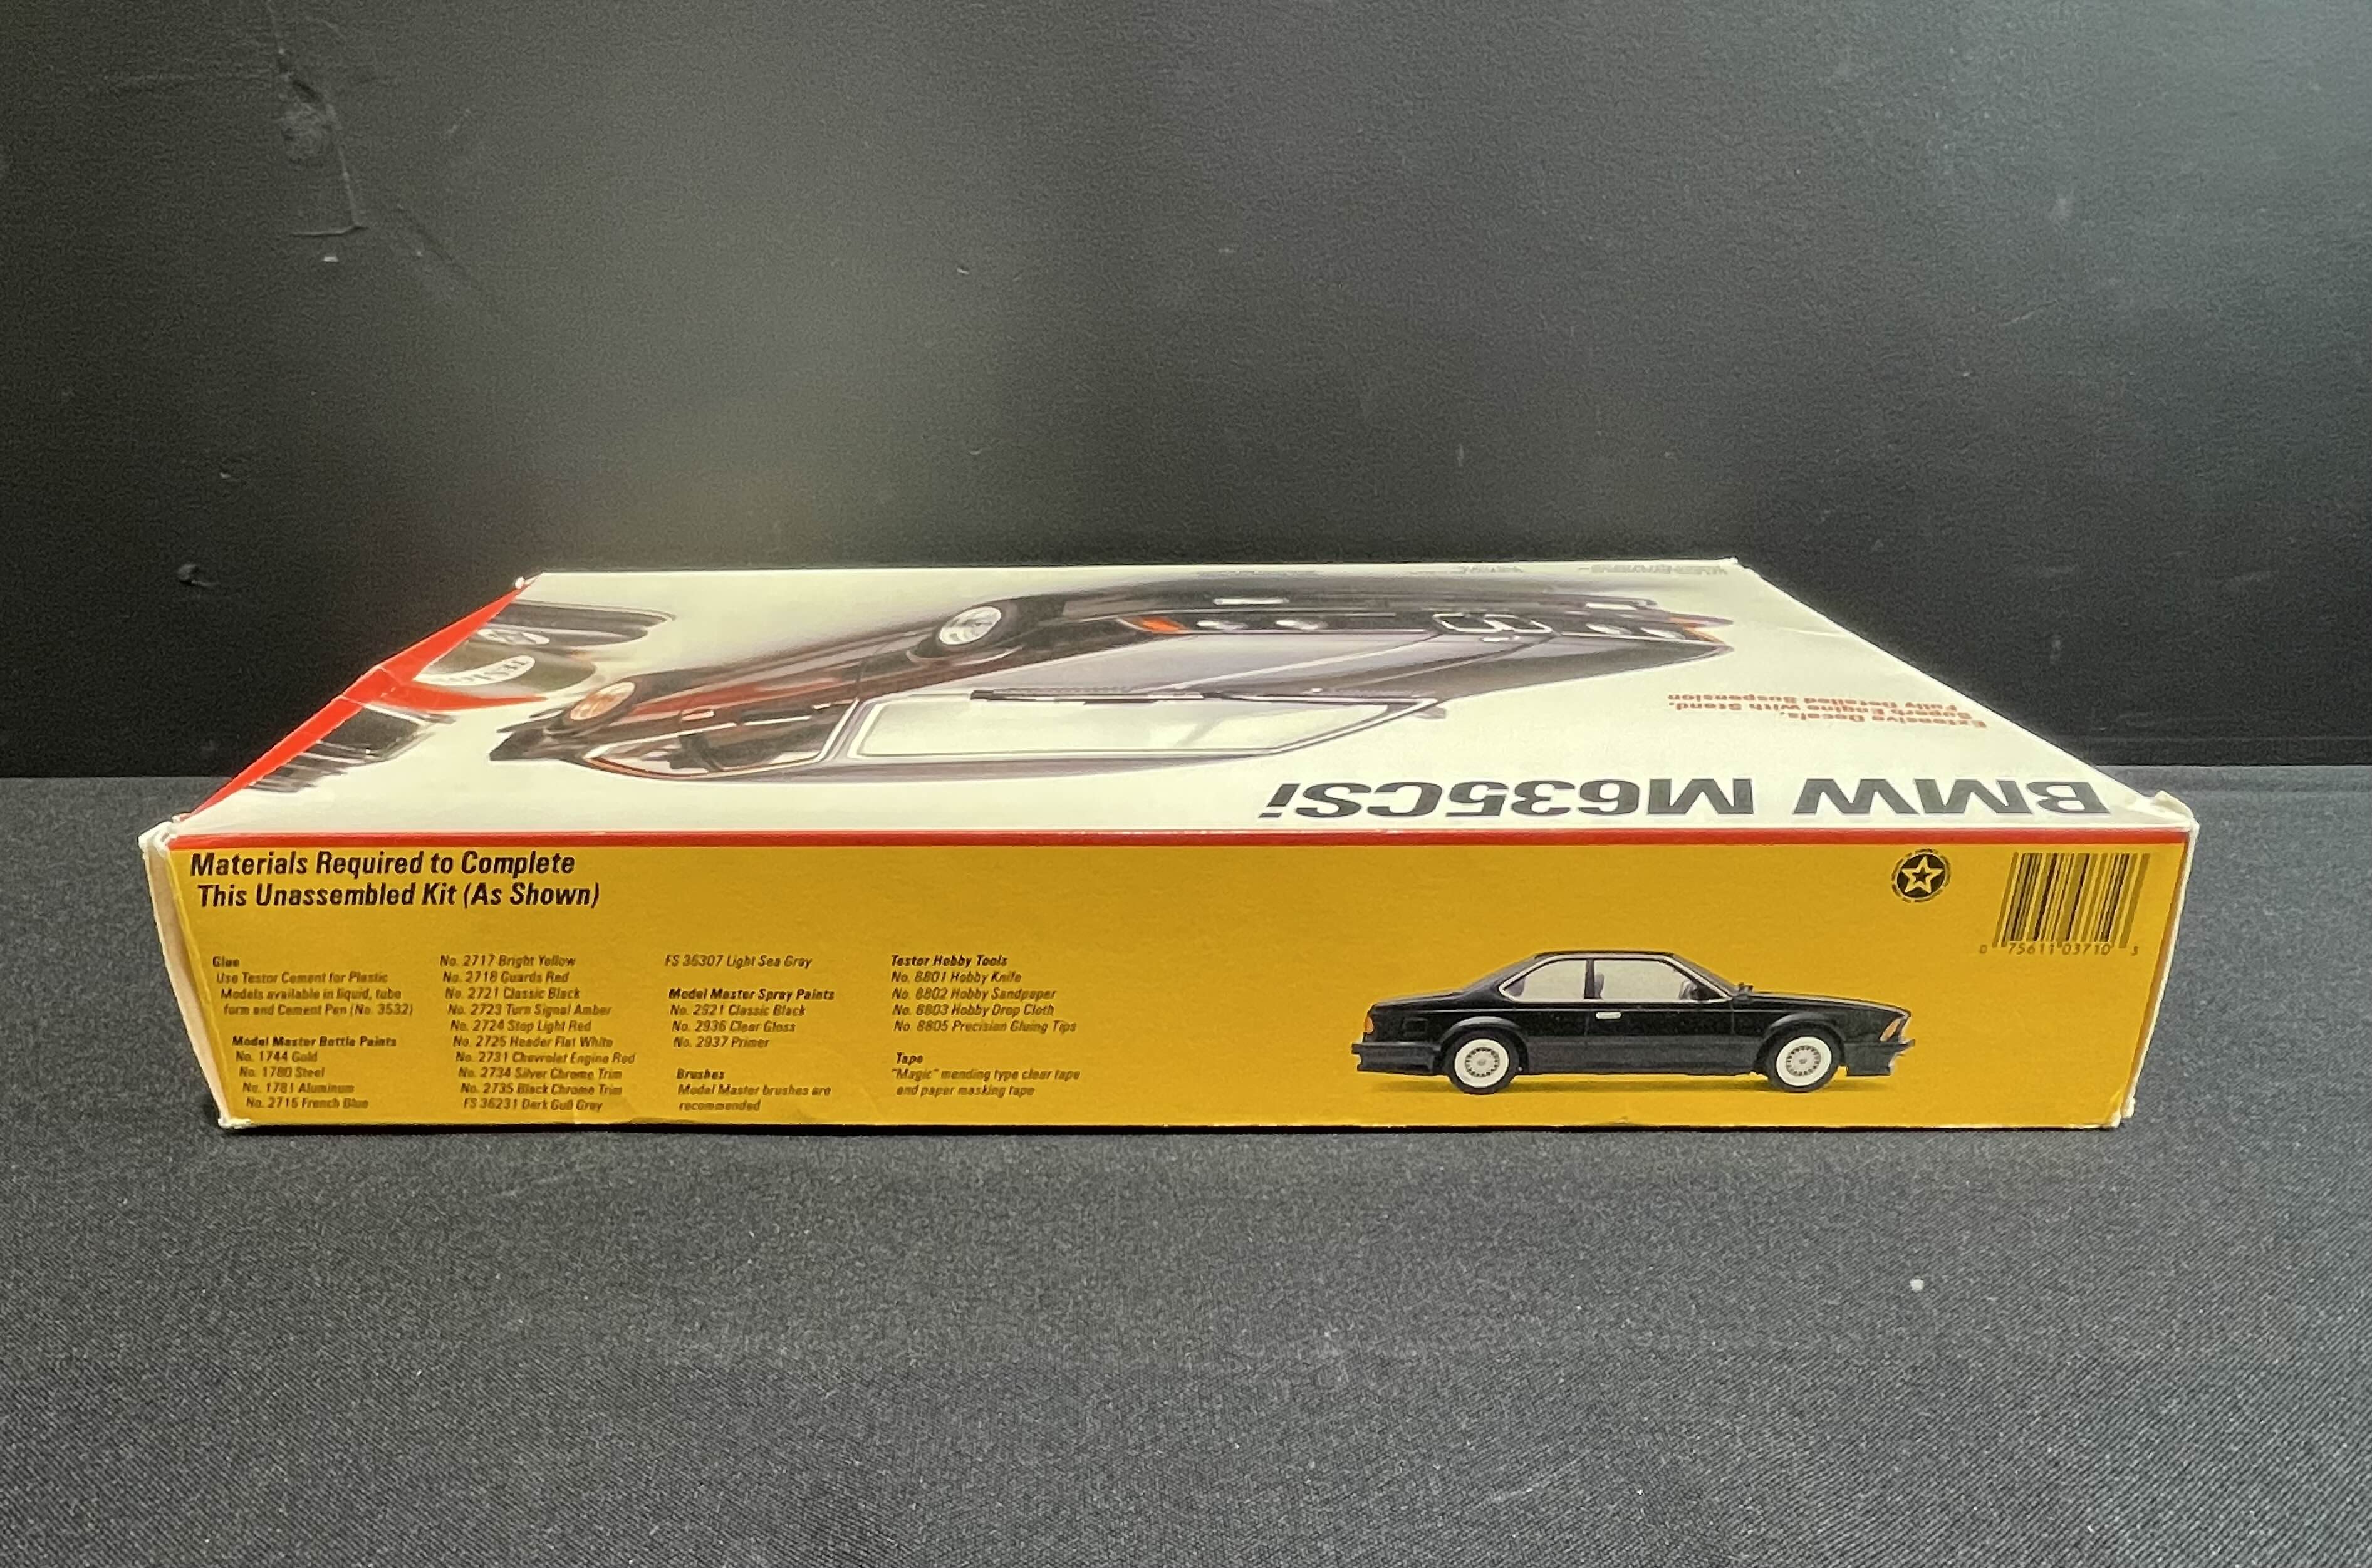 Extensive Decals,
Superb Engine with Stand,
Fully Detailed Suspension
BMW M635CSi
Materials Required to Complete
This Unassembled Kit (As Shown)
Glue
Use Testor Cement for Plastic
Models available in liquid, tube
form and Cement Pen (No. 3532)
Model Master Bottle Paints
No. 1744 Gold
No. 1780 Steel
No. 1781 Aluminum
No. 2715 French Blue
No. 2717 Bright Yellow
No. 2718 Guards Red
No. 2721 Classic Black
No. 2723 Turn Signal Amber
No. 2724 Stop Light Red
No. 2725 Header Flat White
No. 2731 Chevrolet Engine Red
No. 2734 Silver Chrome Trim
No. 2735 Black Chrome Trim
FS 36231 Dark Gull Gray
FS 36307 Light Sea Gray
Model Master Spray Paints
No. 2921 Classic Black
No. 2936 Clear Gloss
No. 2937 Primer
Brushes
Model Master brushes are
recommended
Testor Hobby Tools
No. 8801 Hobby Knife
No. 8802 Hobby Sandpaper
No. 8803 Hobby Drop Cloth
No. 8805 Precision Gluing Tips
Tape
"Magic" mending type clear tape
and paper masking tape
0 75611 03710 3